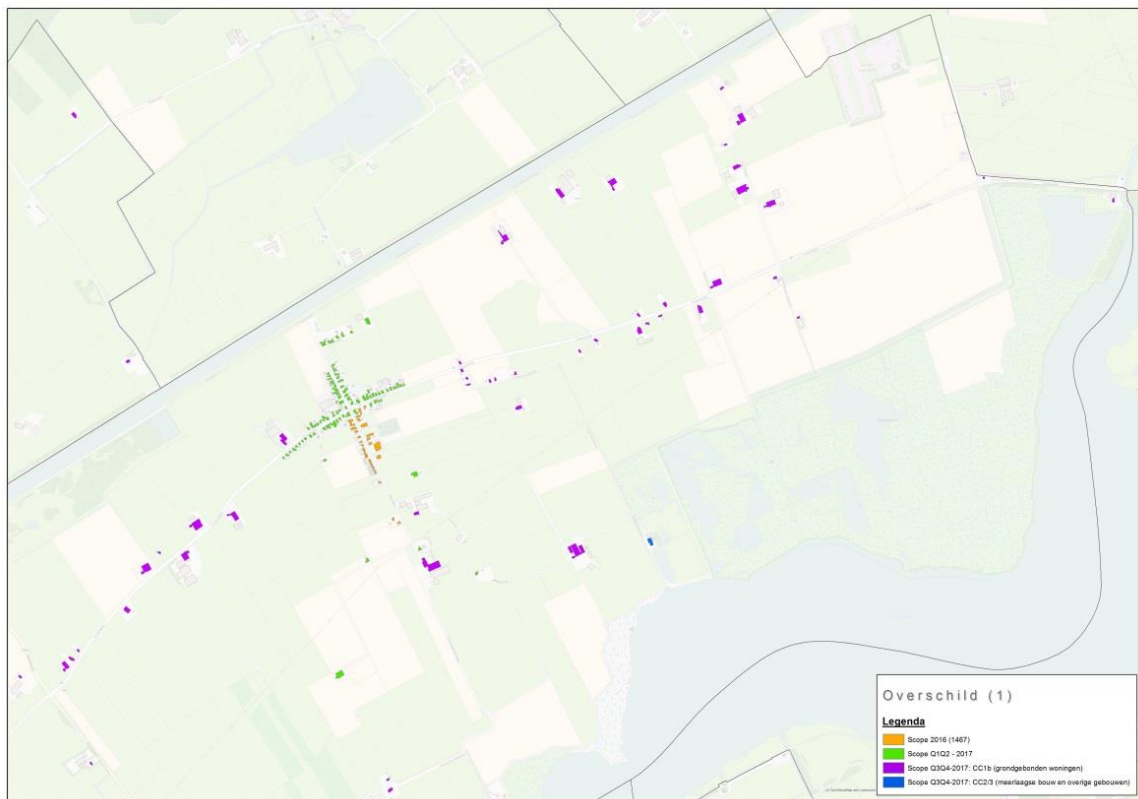 Overschild (1)
Legenda
Scope 2016 (1467)
Scope Q1Q2 - 2017
Scope Q3Q4-2017: CC1b (grondgebonden woningen)
Scope Q3Q4-2017: CC2/3 (meerlaagse bouw en overige gebouwen)